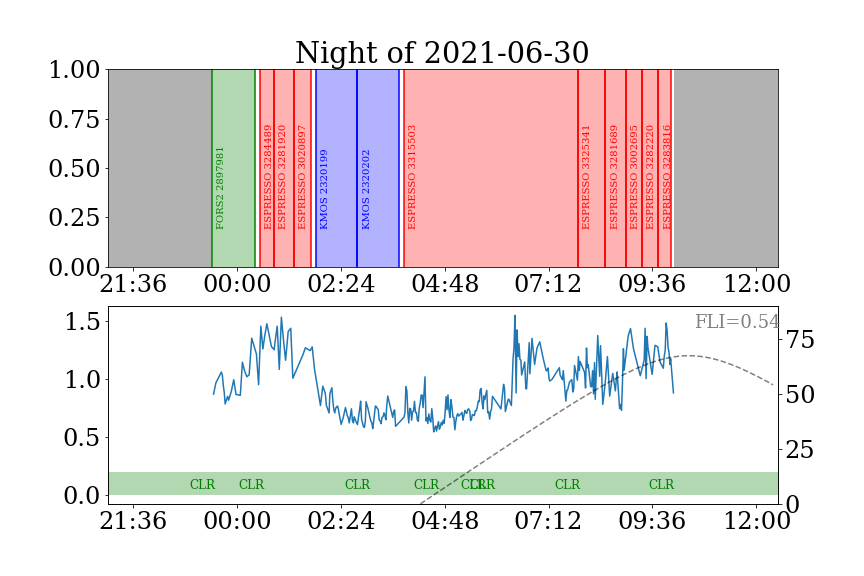 Night of 2021-06-30
1.00
0.75
0.50
0.25
0.00
FORS2 2897981
ESPRESSO 3284489
ESPRESSO 3281920
ESPRESSO 3020897
KMOS 2320199
KMOS 2320202
ESPRESSO 3315503
ESPRESSO 3325341
ESPRESSO 3281689
ESPRESSO 3002695
ESPRESSO 3282220
ESPRESSO 3283816
21:36 00:00 02:24 04:48 07:12 09:36 12:00
FLI=0.54
1.5
1.0
0.5
0.0
75
50
25
0
CLR CLR CLR CLR CLR CLR CLR CLR
21:36 00:00 02:24 04:48 07:12 09:36 12:00